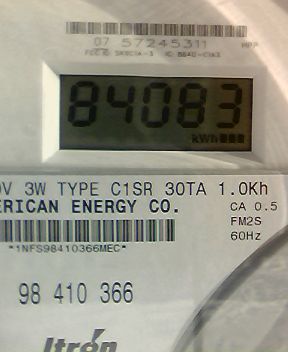 07 57245311
84083
kWh
V 3W TYPE C1SR 30TA 1.0Kh
ERICAN ENERGY CO.
CA 0.5
FM2S
60Hz
*1NFS98410366MEC*
98 410 366
Itron